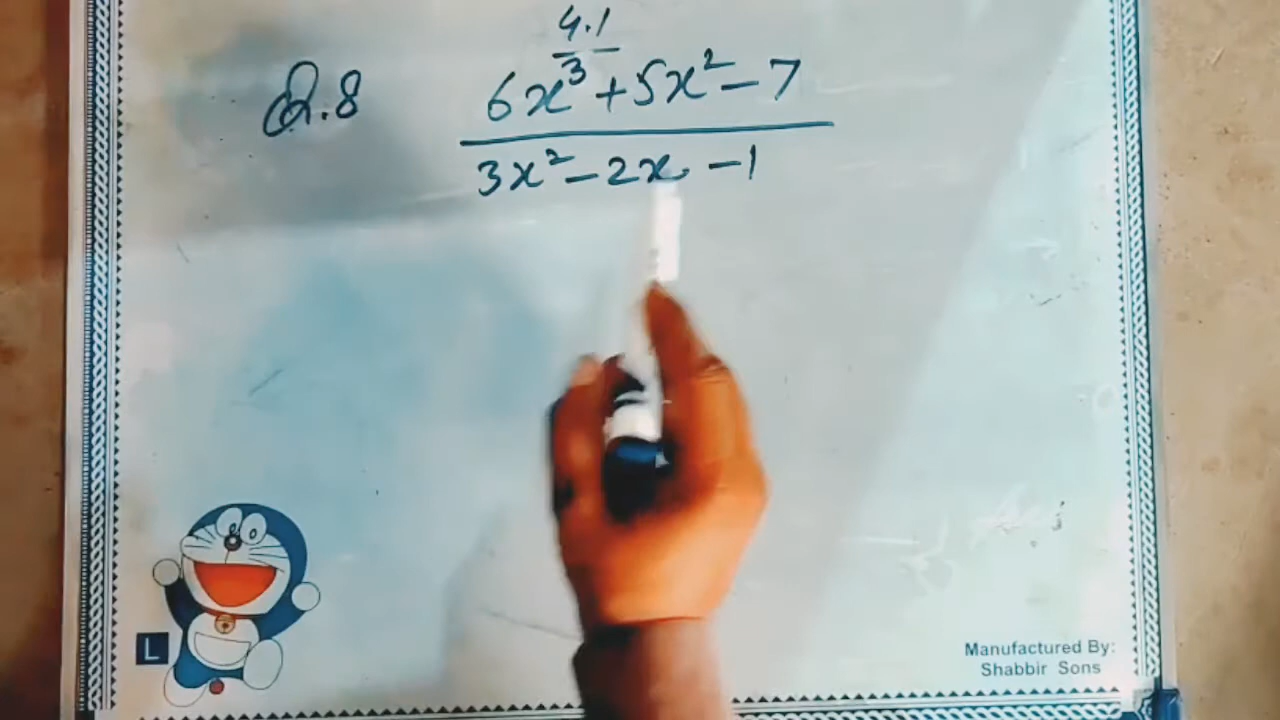 4.1
Q.8
6x³ + 5x² - 7
3x² - 2x - 1
L
Manufactured By:
Shabbir Sons